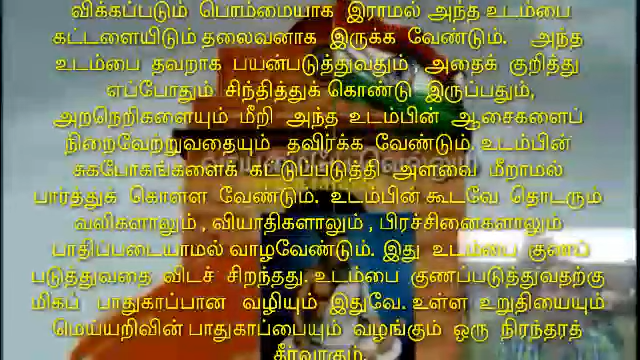 விக்கப்படும் பொம்மையாக இராமல் அந்த உடம்பை
கட்டளையிடும் தலைவனாக இருக்க வேண்டும். அந்த
உடம்பை தவறாக பயன்படுத்துவதும் , அதைக் குறித்து
எப்போதும் சிந்தித்துக் கொண்டு இருப்பதும்,
அறநெறிகளையும் மீறி அந்த உடம்பின் ஆசைகளைப்
நிறைவேற்றுவதையும் தவிர்க்க வேண்டும். உடம்பின்
சுகபோகங்களைக் கட்டுப்படுத்தி அளவை மீறாமல்
பார்த்துக் கொள்ள வேண்டும். உடம்பின் கூடவே தொடரும்
வலிகளாலும் , வியாதிகளாலும் , பிரச்சினைகளாலும்
பாதிப்படையாமல் வாழவேண்டும். இது உடம்பை குணப்
படுத்துவதை விடச் சிறந்தது. உடம்பை குணப்படுத்துவதற்கு
மிகப் பாதுகாப்பான வழியும் இதுவே. உள்ள உறுதியையும்
மெய்யறிவின் பாதுகாப்பையும் வழங்கும் ஒரு நிரந்தரத்
தீர்வாகும்.